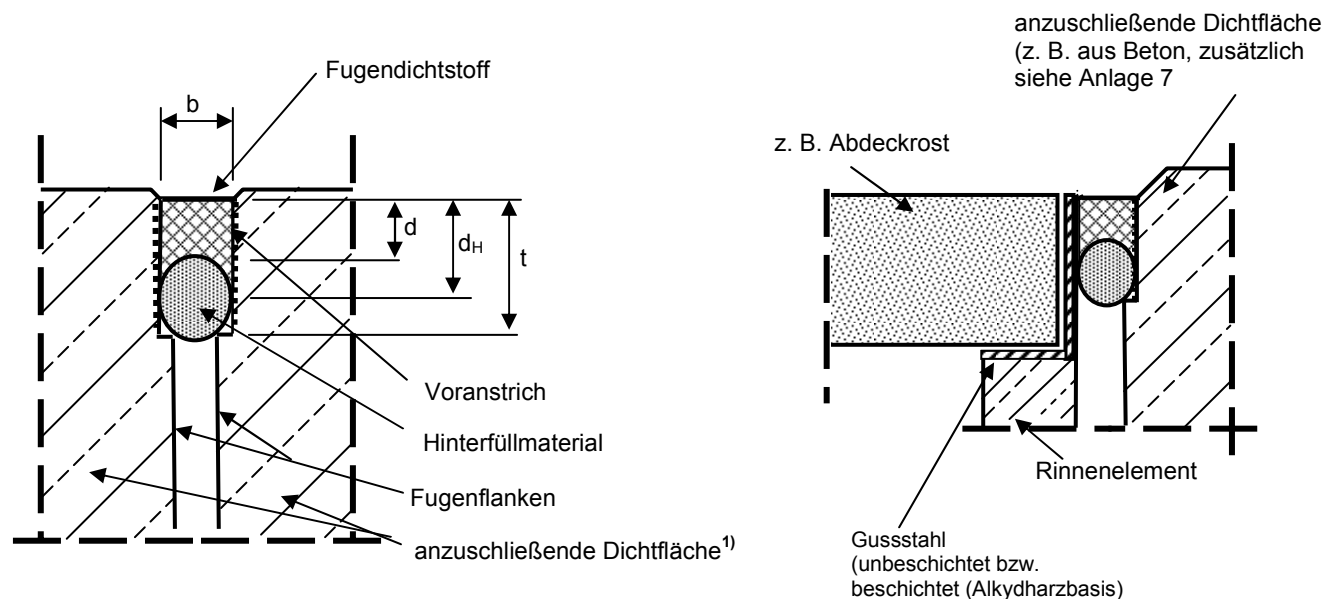 Fugendichtstoff
b
d
dH
t
Voranstrich
Hinterfüllmaterial
Fugenflanken
anzuschließende Dichtfläche1)
anzuschließende Dichtfläche
(z. B. aus Beton, zusätzlich
siehe Anlage 7
z. B. Abdeckrost
Rinnenelement
Gussstahl
(unbeschichtet bzw.
beschichtet (Alkydharzbasis)